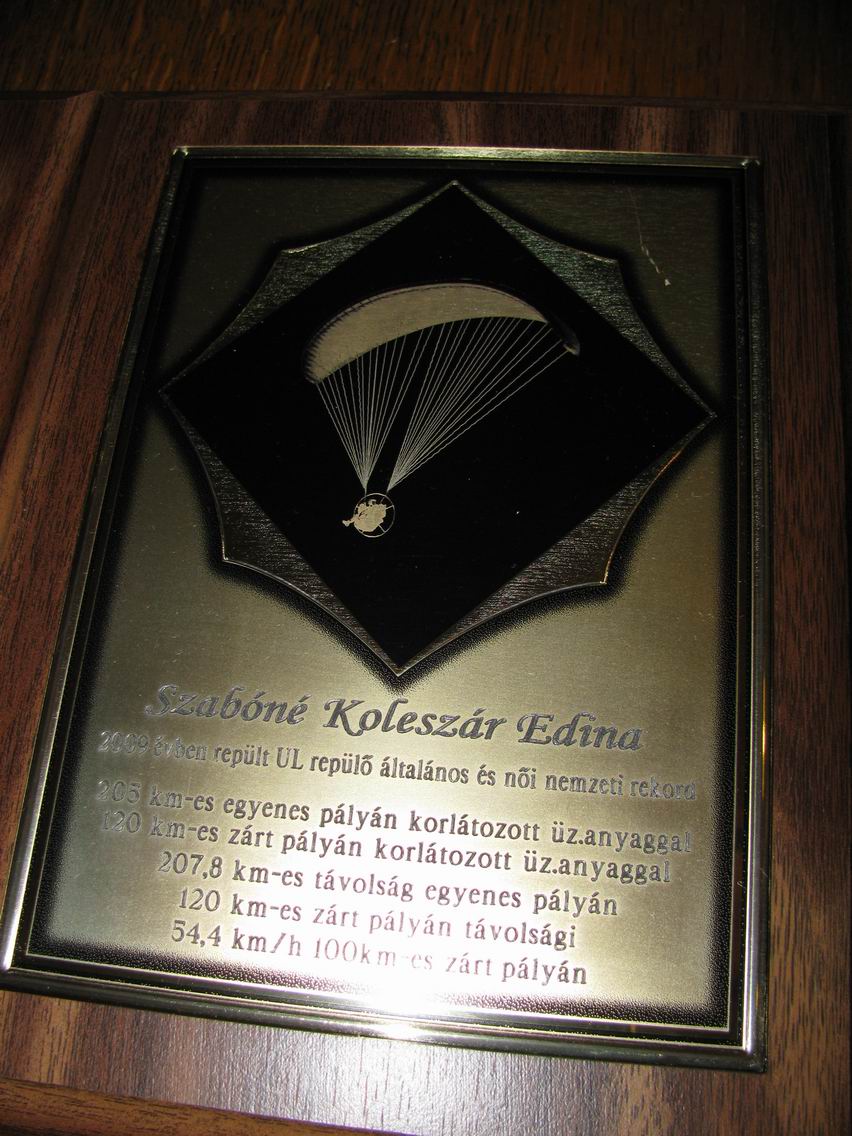 Szabóné Koleszár Edina
2009 évben repült UL repülő általános és női nemzeti rekord
205 km-es egyenes pályán korlátozott üz.anyaggal
120 km-es zárt pályán korlátozott üz.anyaggal
207,8 km-es távolság egyenes pályán
120 km-es zárt pályán távolsági
54,4 km/h 100km-es zárt pályán